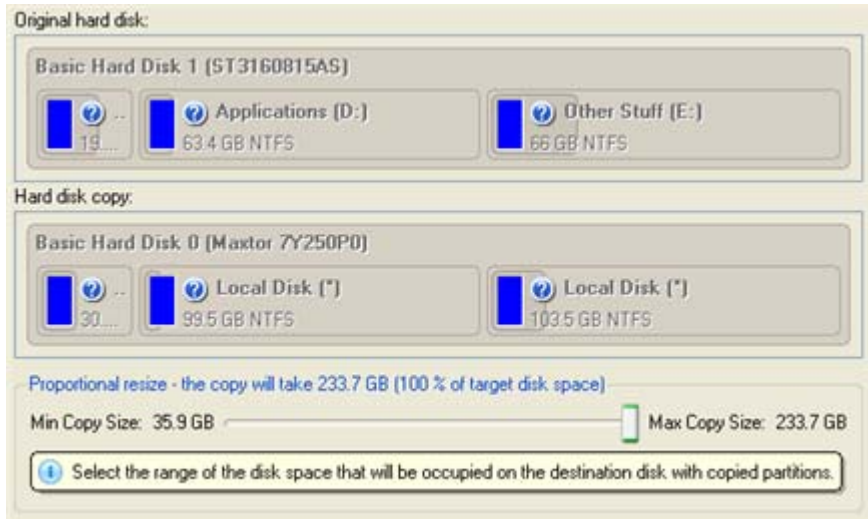 Original hard disk:
Basic Hard Disk 1 (ST3160815AS)
..
19....
Applications (D:)
63.4 GB NTFS
Other Stuff (E:)
66 GB NTFS
Hard disk copy:
Basic Hard Disk 0 (Maxtor 7Y250P0)
..
30....
Local Disk (*)
99.5 GB NTFS
Local Disk (*)
103.5 GB NTFS
Proportional resize - the copy will take 233.7 GB (100 % of target disk space)
Min Copy Size: 35.9 GB
Max Copy Size: 233.7 GB
Select the range of the disk space that will be occupied on the destination disk with copied partitions.